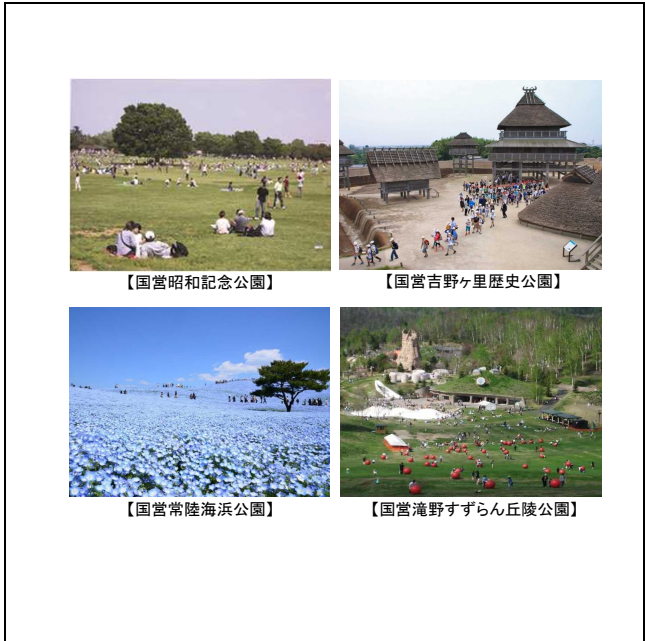 【国営昭和記念公園】
【国営吉野ヶ里歴史公園】
【国営常陸海浜公園】
【国営滝野すずらん丘陵公園】